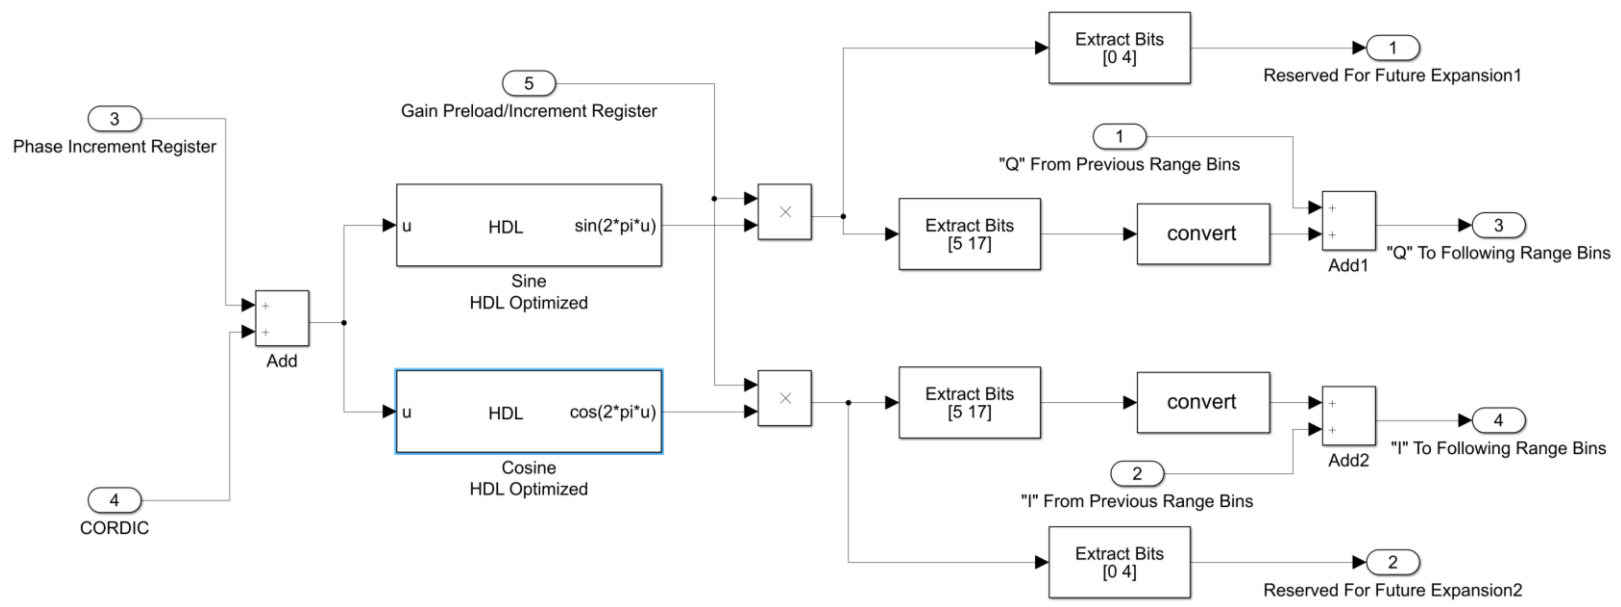 Extract Bits
[0 4]
1
Reserved For Future Expansion1
5
Gain Preload/Increment Register
3
Phase Increment Register
1
"Q" From Previous Range Bins
u
HDL
sin(2*pi*u)
Sine
HDL Optimized
×
Extract Bits
[5 17]
convert
+
+
Add1
3
"Q" To Following Range Bins
+
+
Add
u
HDL
cos(2*pi*u)
Cosine
HDL Optimized
×
Extract Bits
[5 17]
convert
+
+
Add2
4
"I" To Following Range Bins
2
"I" From Previous Range Bins
4
CORDIC
Extract Bits
[0 4]
2
Reserved For Future Expansion2